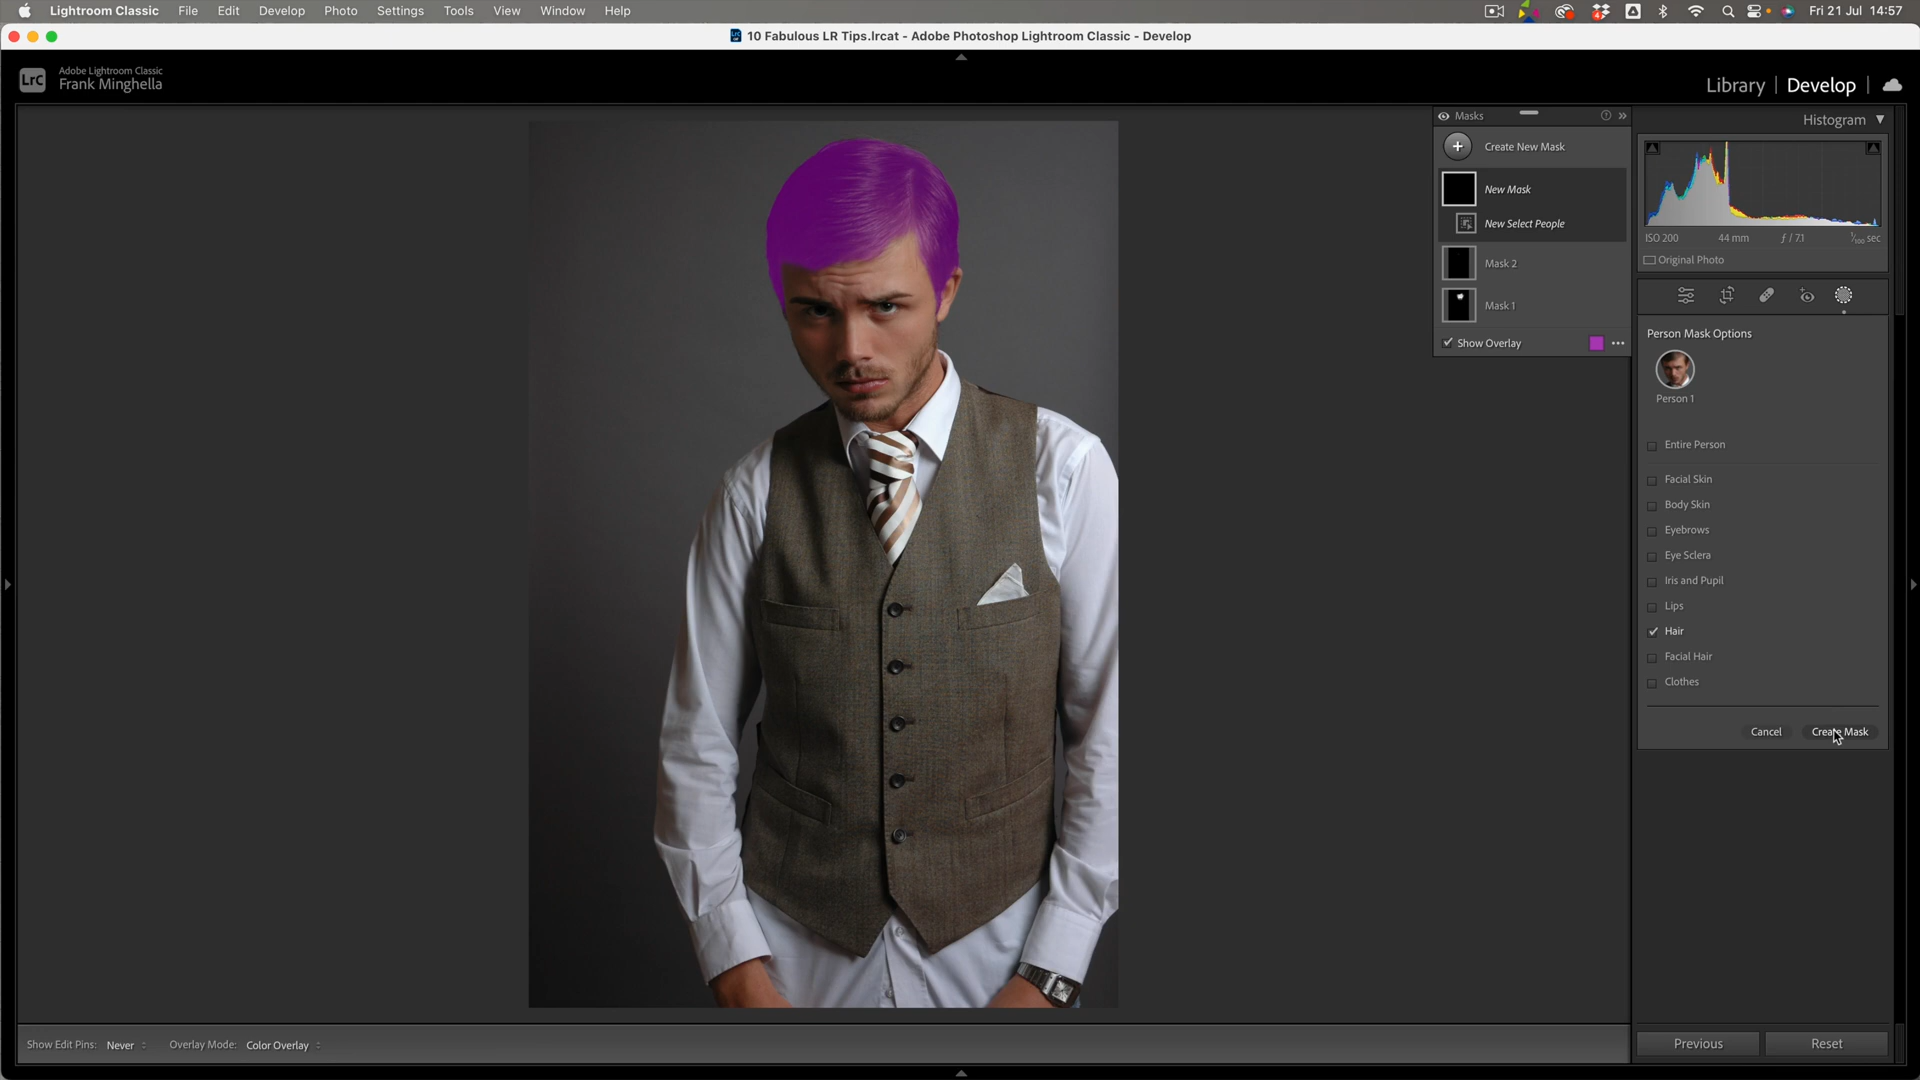 Lightroom Classic File Edit Develop Photo Settings Tools View Window Help Fri 21 Jul 14:57
10 Fabulous LR Tips.lrcat - Adobe Photoshop Lightroom Classic - Develop
LrC
Adobe Lightroom Classic
Frank Minghella
Library | Develop
Masks
Create New Mask
New Mask
New Select People
Mask 2
Mask 1
Show Overlay
Histogram
ISO 200 44 mm ƒ / 7.1 1/100 sec
Original Photo
Person Mask Options
Person 1
Entire Person
Facial Skin
Body Skin
Eyebrows
Eye Sclera
Iris and Pupil
Lips
Hair
Facial Hair
Clothes
Cancel Create Mask
Show Edit Pins: Never Overlay Mode: Color Overlay
Previous Reset